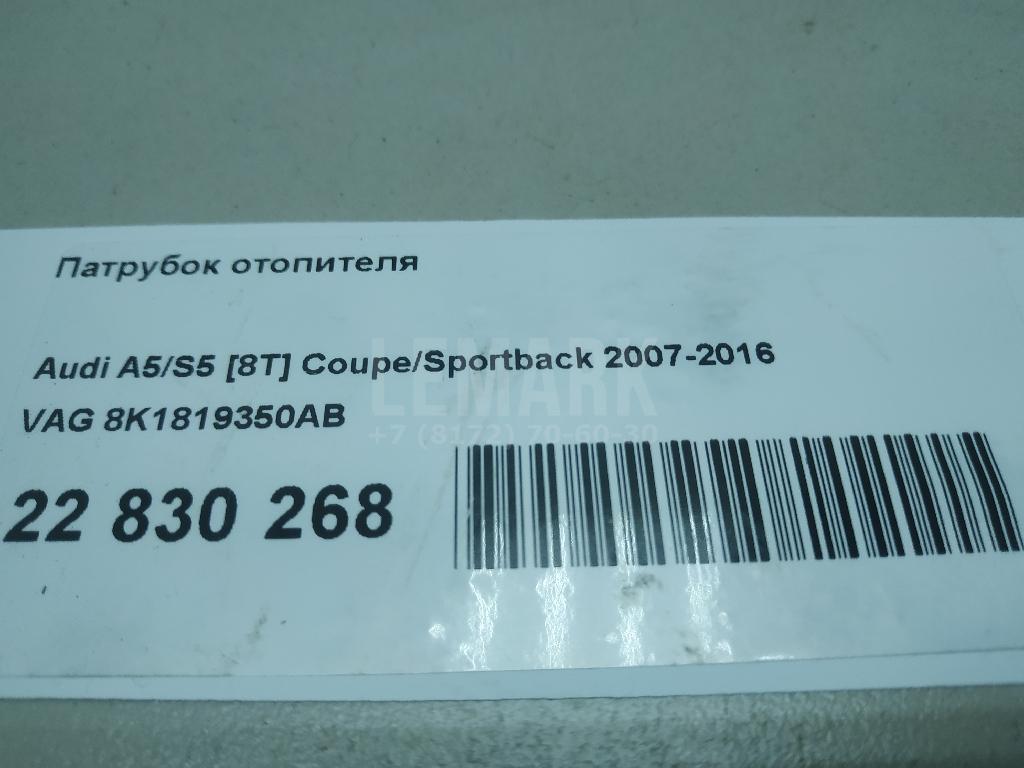 Патрубок отопителя
Audi A5/S5 [8T] Coupe/Sportback 2007-2016
LEMARK
VAG 8K1819350AB
+7 (8172) 70-60-30
22 830 268